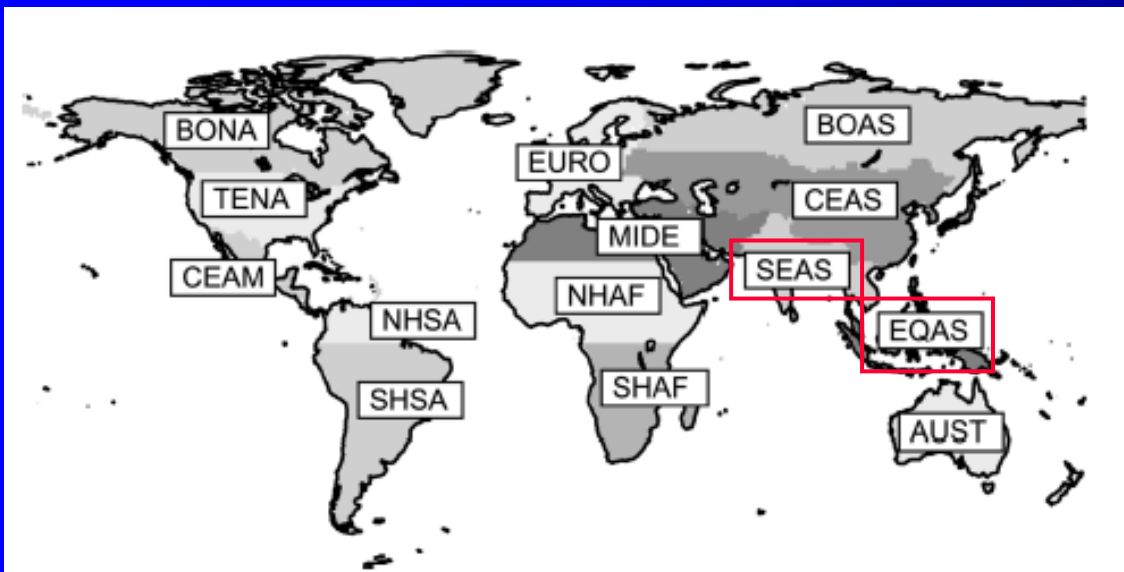 BONA
BOAS
EURO
TENA
CEAS
MIDE
CEAM
SEAS
NHAF
NHSA
EQAS
SHSA
SHAF
AUST